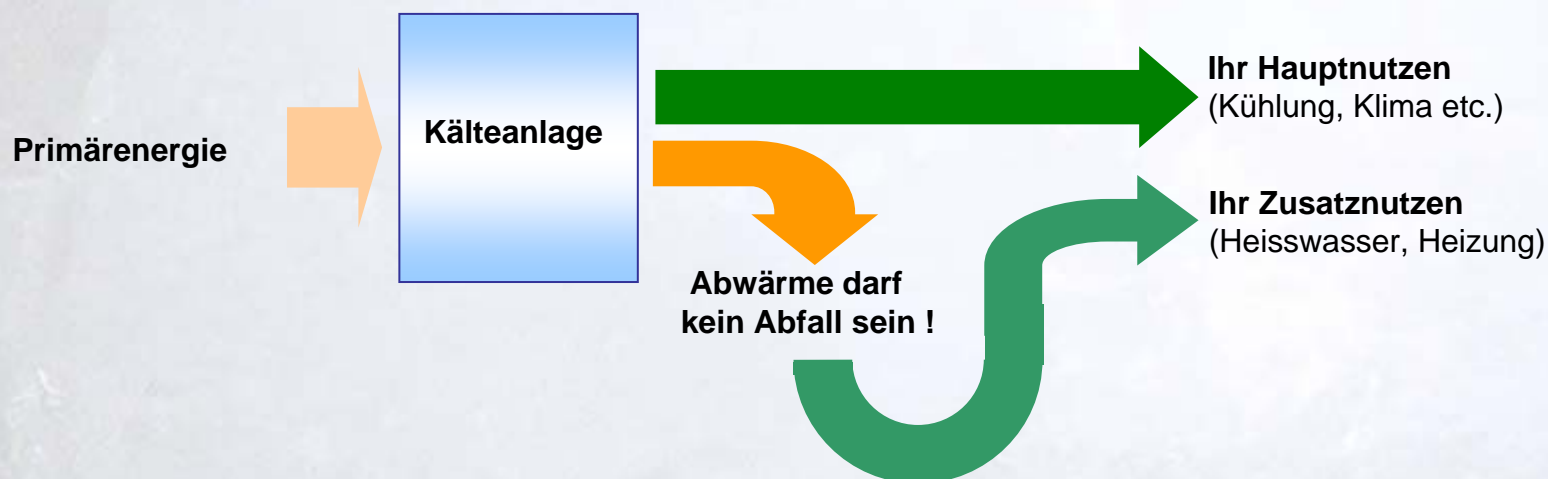 Primärenergie
Kälteanlage
Ihr Hauptnutzen
(Kühlung, Klima etc.)
Ihr Zusatznutzen
(Heisswasser, Heizung)
Abwärme darf
kein Abfall sein !